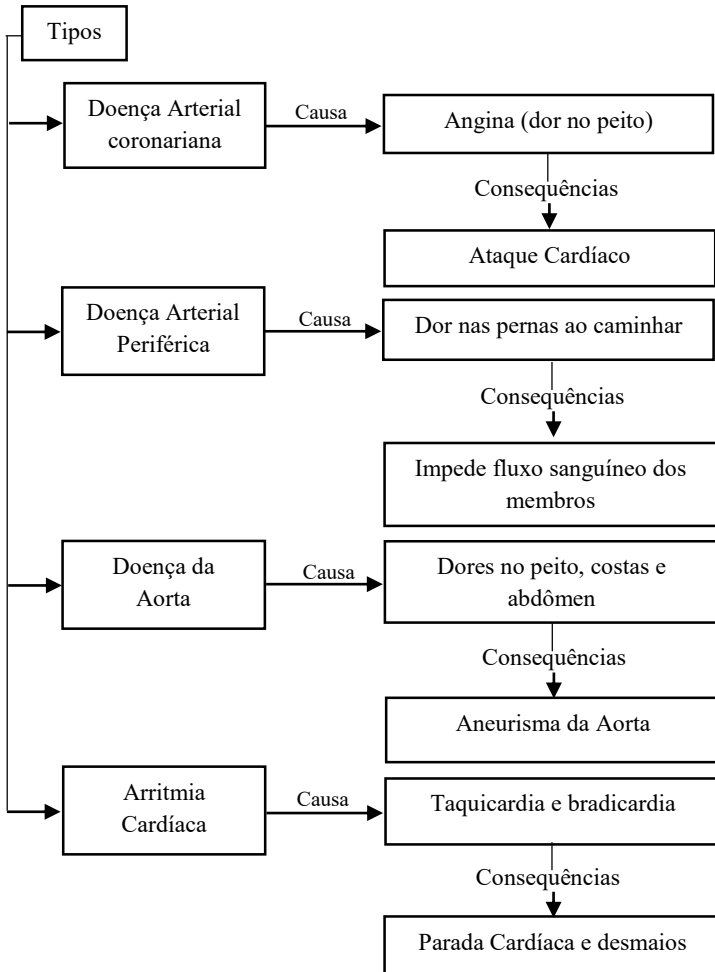 Tipos
Doença Arterial
coronariana
Causa
Angina (dor no peito)
Consequências
Ataque Cardíaco
Doença Arterial
Periférica
Causa
Dor nas pernas ao caminhar
Consequências
Impede fluxo sanguíneo dos
membros
Doença da
Aorta
Causa
Dores no peito, costas e
abdômen
Consequências
Aneurisma da Aorta
Arritmia
Cardíaca
Causa
Taquicardia e bradicardia
Consequências
Parada Cardíaca e desmaios